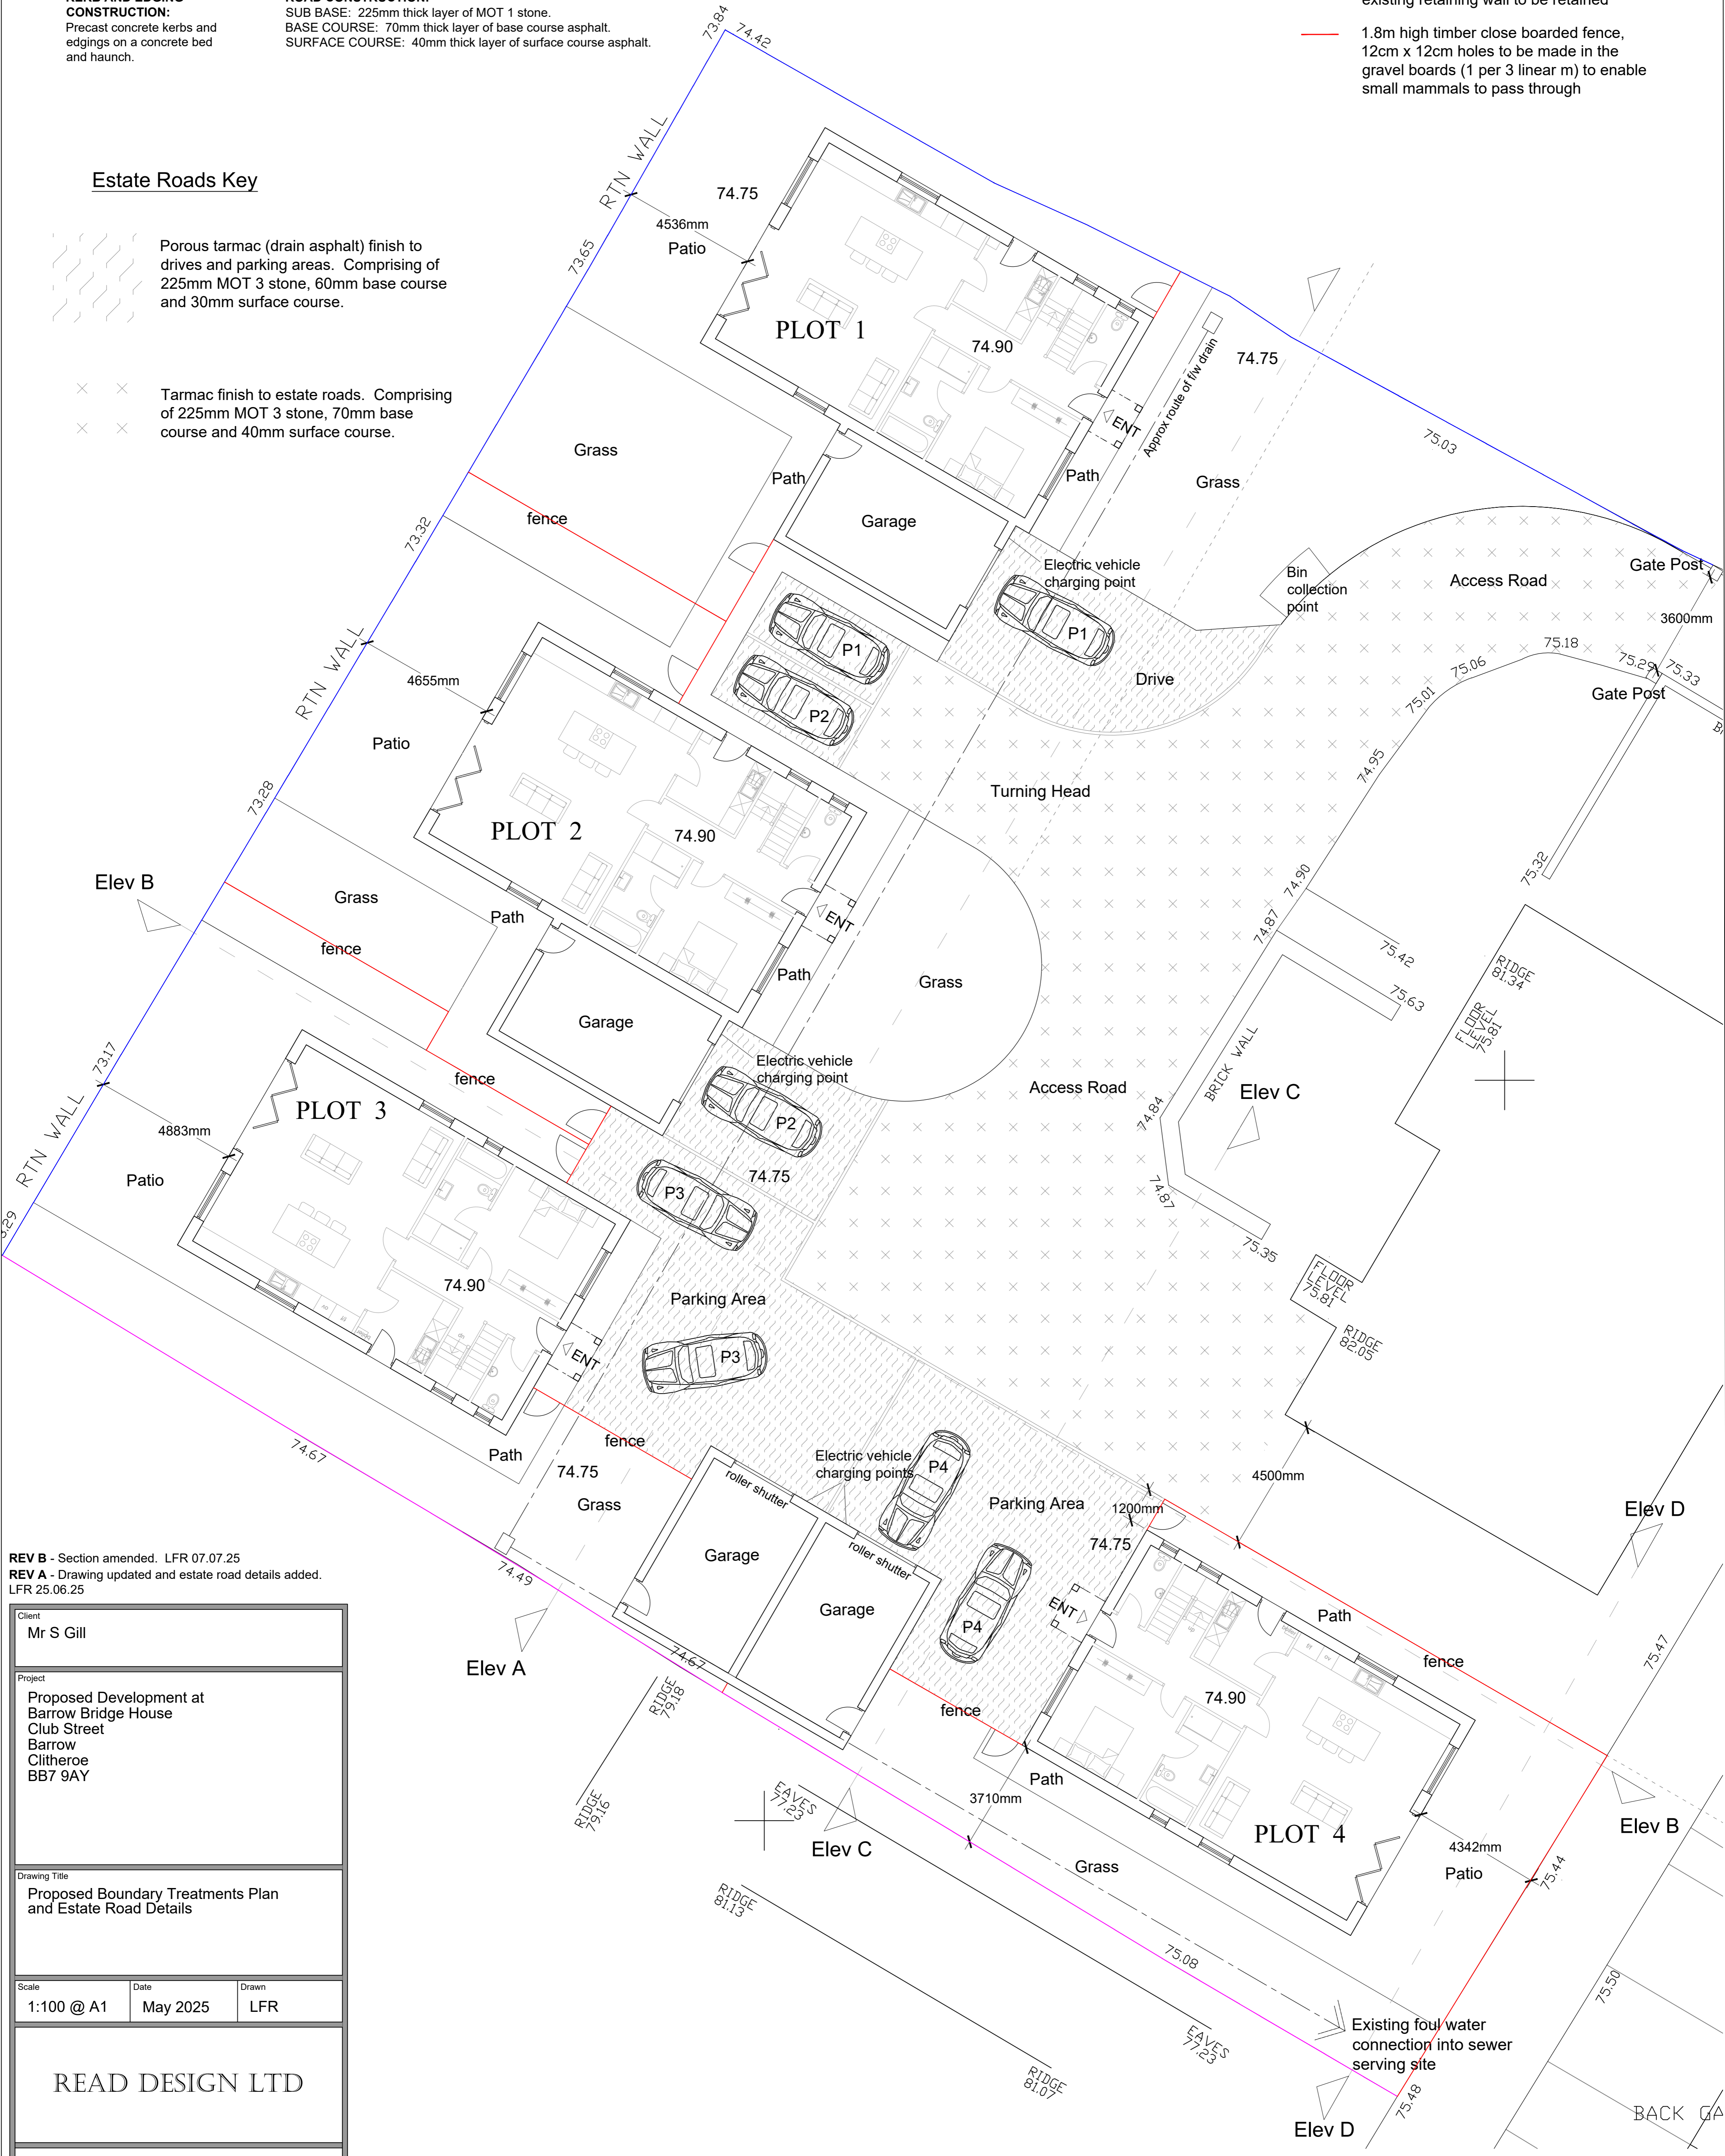 CONSTRUCTION:
Precast concrete kerbs and
edgings on a concrete bed
and haunch.
SUB BASE: 225mm thick layer of MOT 1 stone.
BASE COURSE: 70mm thick layer of base course asphalt.
SURFACE COURSE: 40mm thick layer of surface course asphalt.
existing retaining wall to be retained
1.8m high timber close boarded fence,
12cm x 12cm holes to be made in the
gravel boards (1 per 3 linear m) to enable
small mammals to pass through
Estate Roads Key
Porous tarmac (drain asphalt) finish to
drives and parking areas. Comprising of
225mm MOT 3 stone, 60mm base course
and 30mm surface course.
Tarmac finish to estate roads. Comprising
of 225mm MOT 3 stone, 70mm base
course and 40mm surface course.
73.84
74.42
RTN WALL
74.75
4536mm
Patio
73.65
PLOT 1
74.90
ENT
Approx route of f/w drain
74.75
75.03
Grass
Path
Garage
Path
Grass
fence
73.32
Electric vehicle
charging point
P1
P1
P2
Drive
Bin
collection
point
Access Road
Gate Post
3600mm
75.18
75.29
75.33
75.06
75.01
Gate Post
74.95
RTN WALL
4655mm
Patio
73.28
PLOT 2
74.90
ENT
Turning Head
74.90
75.32
74.87
75.42
75.63
Elev B
Grass
Path
fence
Path
Grass
Garage
RIDGE
81.34
FLOOR
LEVEL
75.81
BRICK WALL
Elev C
73.17
fence
Electric vehicle
charging point
P2
Access Road
74.84
PLOT 3
RTN WALL
4883mm
Patio
P3
74.75
74.87
75.35
74.90
Parking Area
FLOOR
LEVEL
75.81
RIDGE
82.05
P3
ENT
74.67
Path
fence
74.75
Grass
roller shutter
Electric vehicle
charging points
P4
Parking Area
1200mm
4500mm
74.75
Elev D
Garage
roller shutter
Garage
P4
ENT
Path
74.49
Elev A
74.67
fence
75.47
74.90
fence
RIDGE
79.18
RIDGE
79.16
EAVES
77.23
Elev C
Path
3710mm
PLOT 4
4342mm
Patio
75.44
Elev B
Grass
RIDGE
81.13
75.08
75.50
EAVES
77.23
RIDGE
81.07
Existing foul water
connection into sewer
serving site
75.48
Elev D
BACK
REV B - Section amended. LFR 07.07.25
REV A - Drawing updated and estate road details added.
LFR 25.06.25
Client
Mr S Gill
Project
Proposed Development at
Barrow Bridge House
Club Street
Barrow
Clitheroe
BB7 9AY
Drawing Title
Proposed Boundary Treatments Plan
and Estate Road Details
Scale
1:100 @ A1
Date
May 2025
Drawn
LFR
READ DESIGN LTD